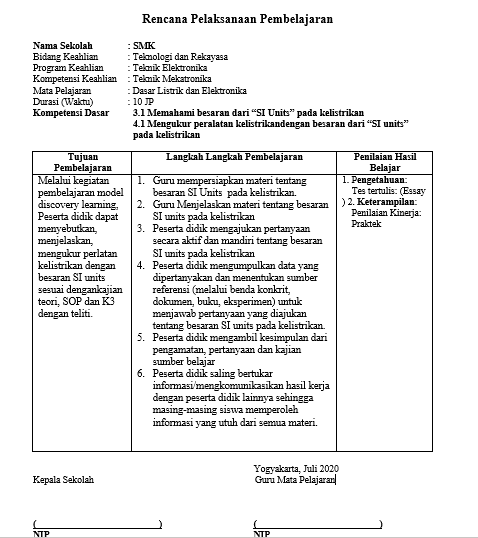 Rencana Pelaksanaan Pembelajaran
Nama Sekolah : SMK
Bidang Keahlian : Teknologi dan Rekayasa
Program Keahlian : Teknik Elektronika
Kompetensi Keahlian : Teknik Mekatronika
Mata Pelajaran : Dasar Listrik dan Elektronika
Durasi (Waktu) : 10 JP
Kompetensi Dasar 3.1 Memahami besaran dari “SI Units” pada kelistrikan
4.1 Mengukur peralatan kelistrikandengan besaran dari “SI units”
pada kelistrikan
Tujuan
Pembelajaran
Melalui kegiatan
pembelajaran model
discovery learning,
Peserta didik dapat
menyebutkan,
menjelaskan,
mengukur perlatan
kelistrikan dengan
besaran SI units
sesuai dengankajian
teori, SOP dan K3
dengan teliti.
Langkah Langkah Pembelajaran
1. Guru mempersiapkan materi tentang
besaran SI Units pada kelistrikan.
2. Guru Menjelaskan materi tentang besaran
SI units pada kelistrikan
3. Peserta didik mengajukan pertanyaan
secara aktif dan mandiri tentang besaran
SI units pada kelistrikan
4. Peserta didik mengumpulkan data yang
dipertanyakan dan menentukan sumber
referensi (melalui benda konkrit,
dokumen, buku, eksperimen) untuk
menjawab pertanyaan yang diajukan
tentang besaran SI units pada kelistrikan.
5. Peserta didik mengambil kesimpulan dari
pengamatan, pertanyaan dan kajian
sumber belajar
6. Peserta didik saling bertukar
informasi/mengkomunikasikan hasil kerja
dengan peserta didik lainnya sehingga
masing-masing siswa memperoleh
informasi yang utuh dari semua materi.
Penilaian Hasil
Belajar
1. Pengetahuan:
Tes tertulis: (Essay
) 2. Keterampilan:
Penilaian Kinerja:
Praktek
Yogyakarta, Juli 2020
Kepala Sekolah Guru Mata Pelajaran
(                    ) (                    )
NIP NIP